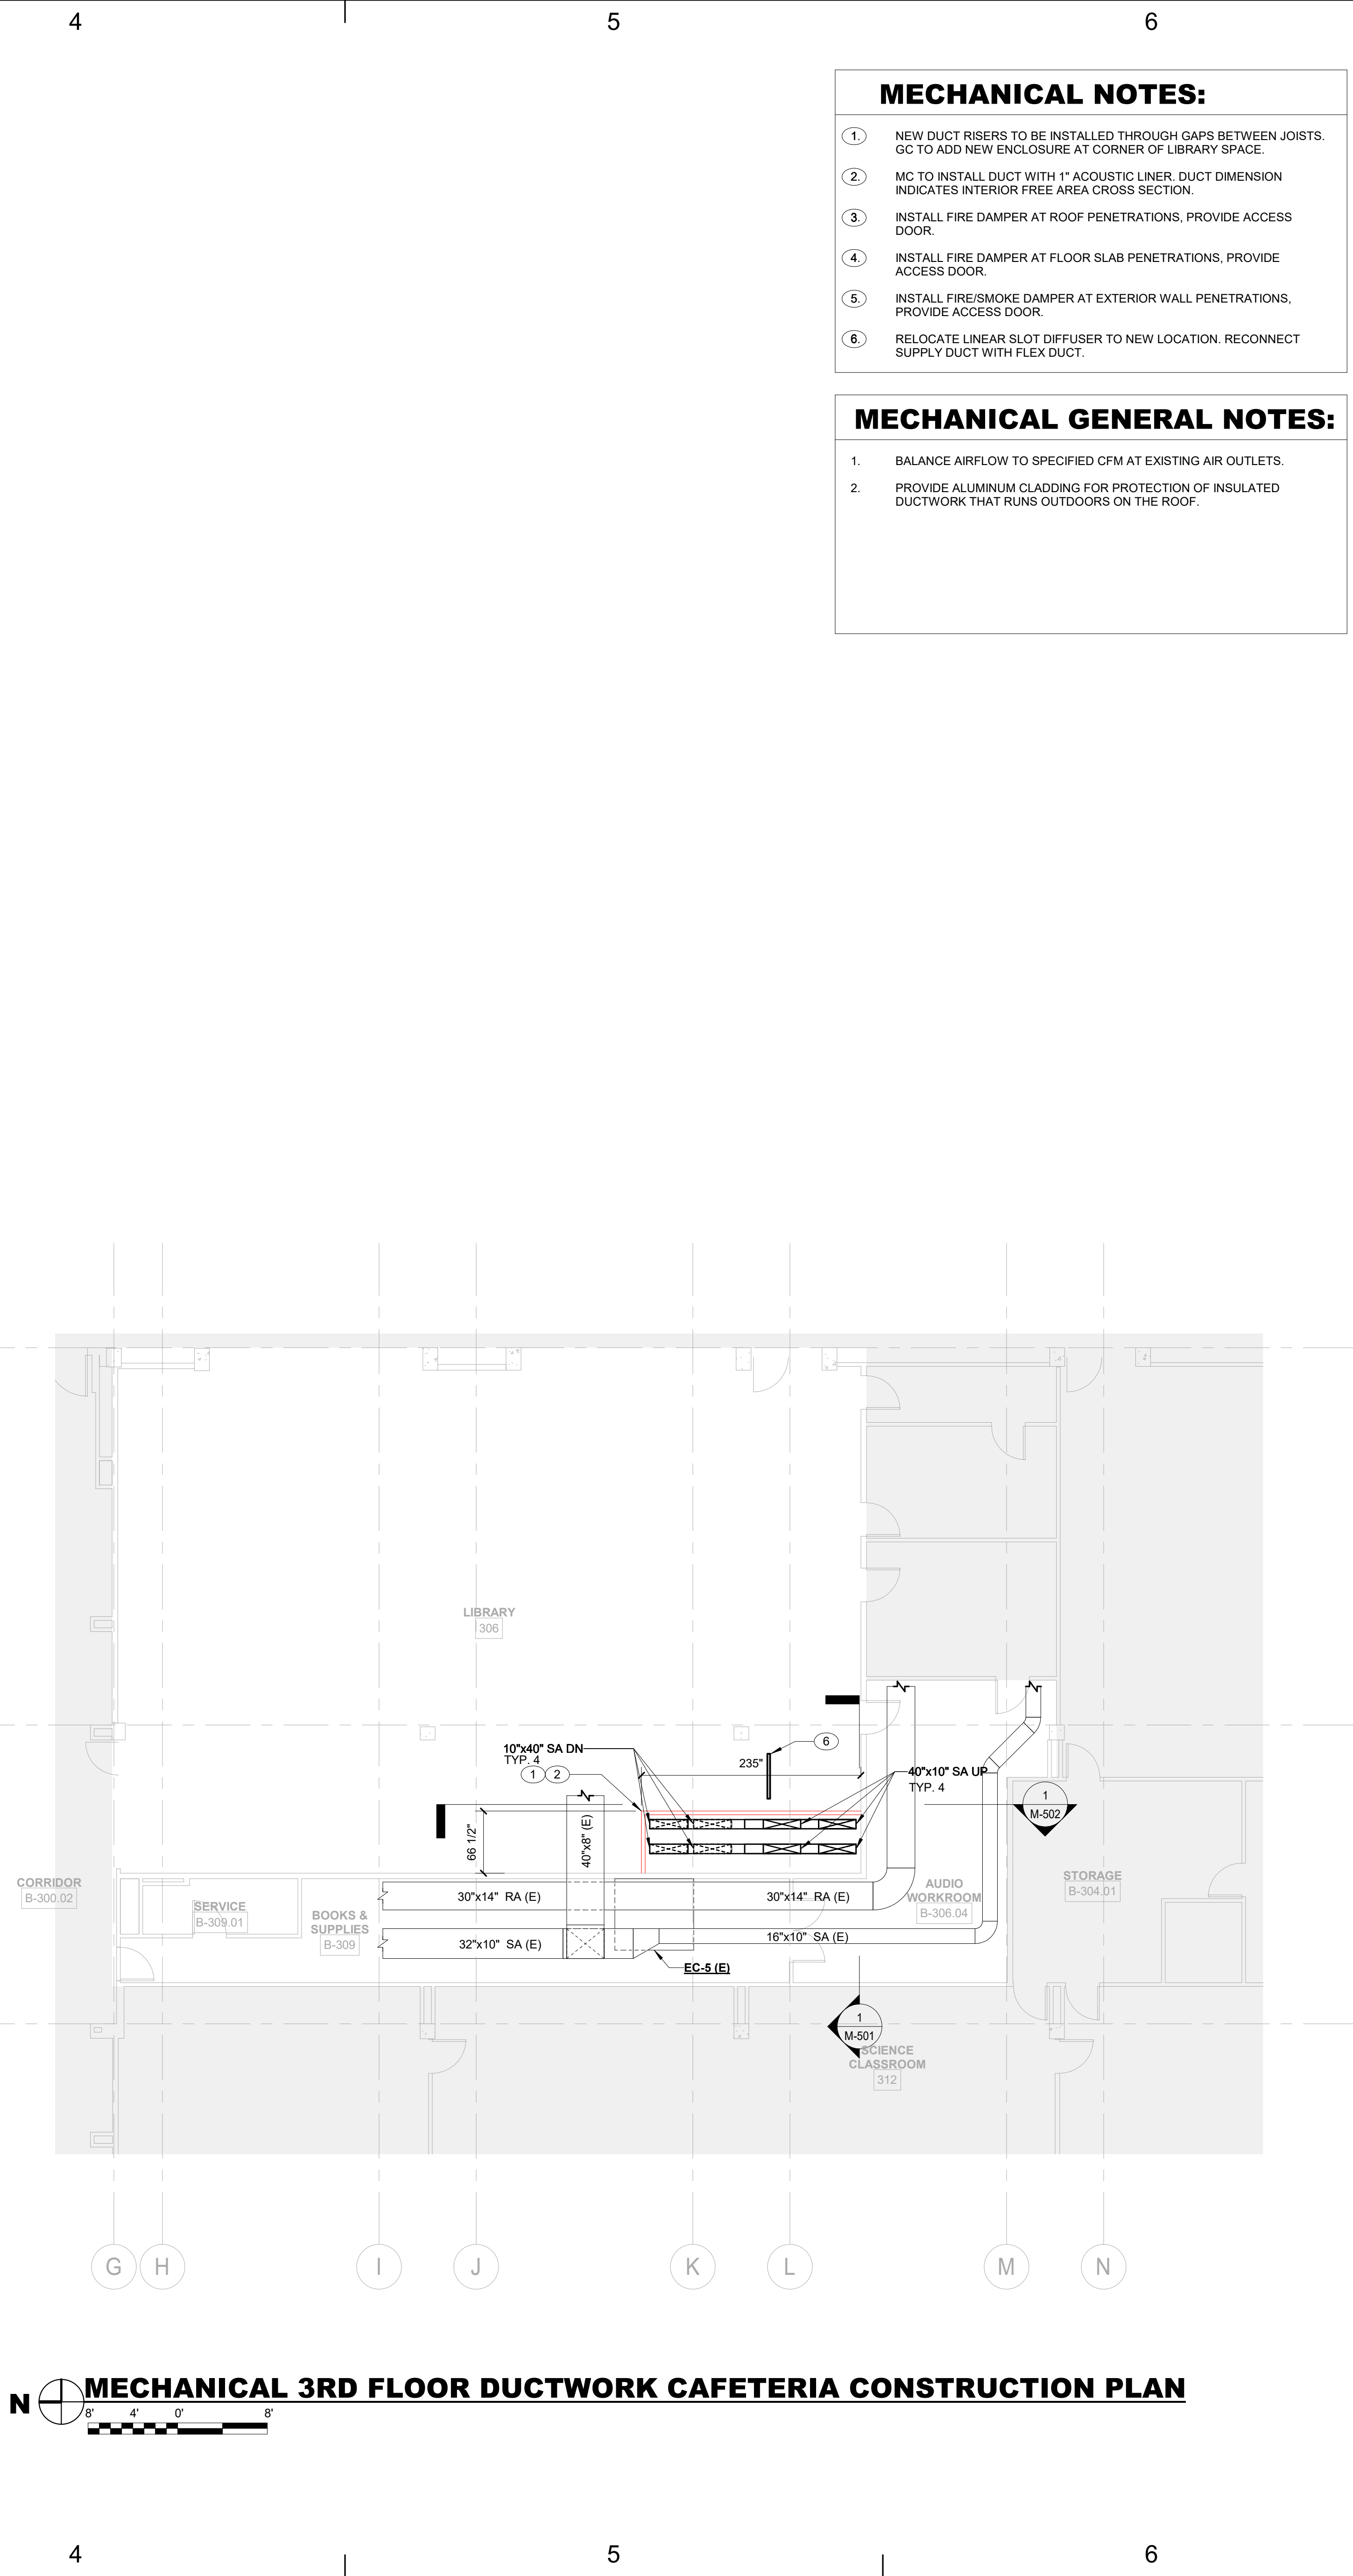 4 5 6
MECHANICAL NOTES:
1. NEW DUCT RISERS TO BE INSTALLED THROUGH GAPS BETWEEN JOISTS.
GC TO ADD NEW ENCLOSURE AT CORNER OF LIBRARY SPACE.
2. MC TO INSTALL DUCT WITH 1" ACOUSTIC LINER. DUCT DIMENSION
INDICATES INTERIOR FREE AREA CROSS SECTION.
3. INSTALL FIRE DAMPER AT ROOF PENETRATIONS, PROVIDE ACCESS
DOOR.
4. INSTALL FIRE DAMPER AT FLOOR SLAB PENETRATIONS, PROVIDE
ACCESS DOOR.
5. INSTALL FIRE/SMOKE DAMPER AT EXTERIOR WALL PENETRATIONS,
PROVIDE ACCESS DOOR.
6. RELOCATE LINEAR SLOT DIFFUSER TO NEW LOCATION. RECONNECT
SUPPLY DUCT WITH FLEX DUCT.
MECHANICAL GENERAL NOTES:
1. BALANCE AIRFLOW TO SPECIFIED CFM AT EXISTING AIR OUTLETS.
2. PROVIDE ALUMINUM CLADDING FOR PROTECTION OF INSULATED
DUCTWORK THAT RUNS OUTDOORS ON THE ROOF.
LIBRARY
306
6
10"x40" SA DN
TYP. 4
1 2
235"
40"x10" SA UP
TYP. 4
1
M-502
66 1/2"
40"x8" (E)
CORRIDOR
B-300.02
SERVICE
B-309.01
BOOKS &
SUPPLIES
B-309
30"x14" RA (E)
30"x14" RA (E)
AUDIO
WORKROOM
B-306.04
STORAGE
B-304.01
32"x10" SA (E)
16"x10" SA (E)
EC-5 (E)
1
M-501
SCIENCE
CLASSROOM
312
G H I J K L M N
N
MECHANICAL 3RD FLOOR DUCTWORK CAFETERIA CONSTRUCTION PLAN
8' 4' 0' 8'
4 5 6